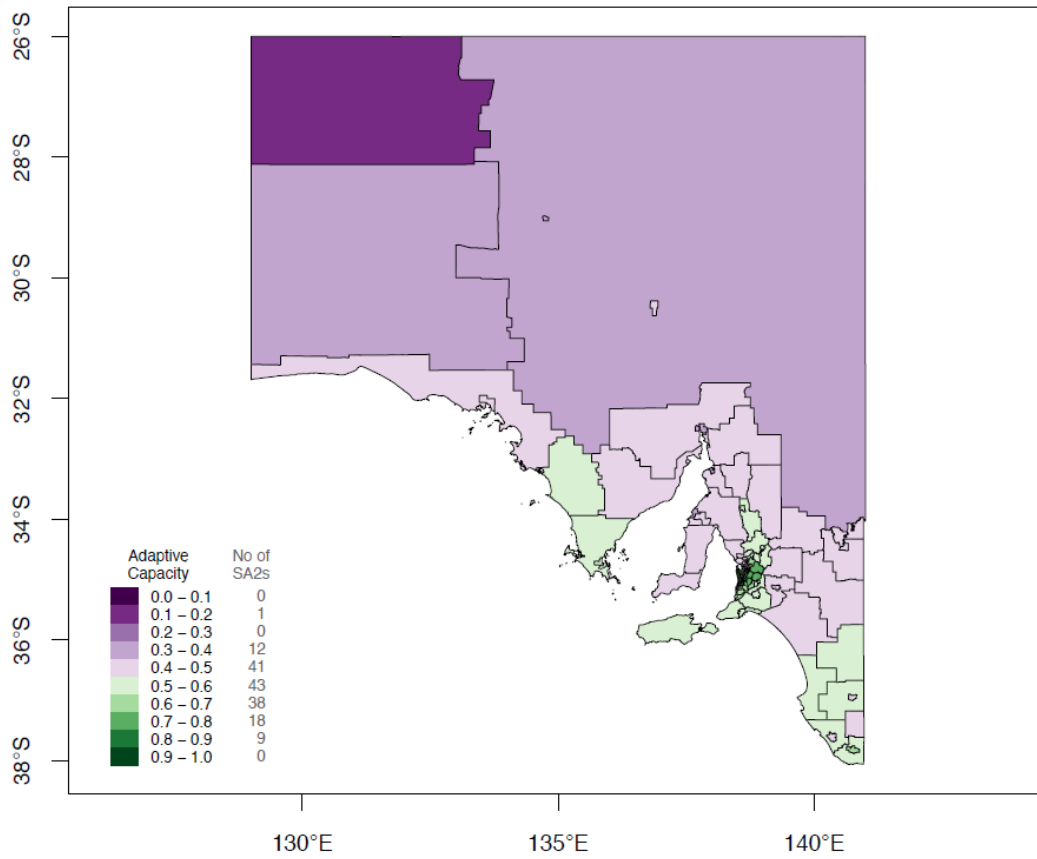 26°S
28°S
30°S
32°S
34°S
36°S
38°S
Adaptive Capacity No of SA2s
0.0 – 0.1 0
0.1 – 0.2 1
0.2 – 0.3 0
0.3 – 0.4 12
0.4 – 0.5 41
0.5 – 0.6 43
0.6 – 0.7 38
0.7 – 0.8 18
0.8 – 0.9 9
0.9 – 1.0 0
130°E 135°E 140°E